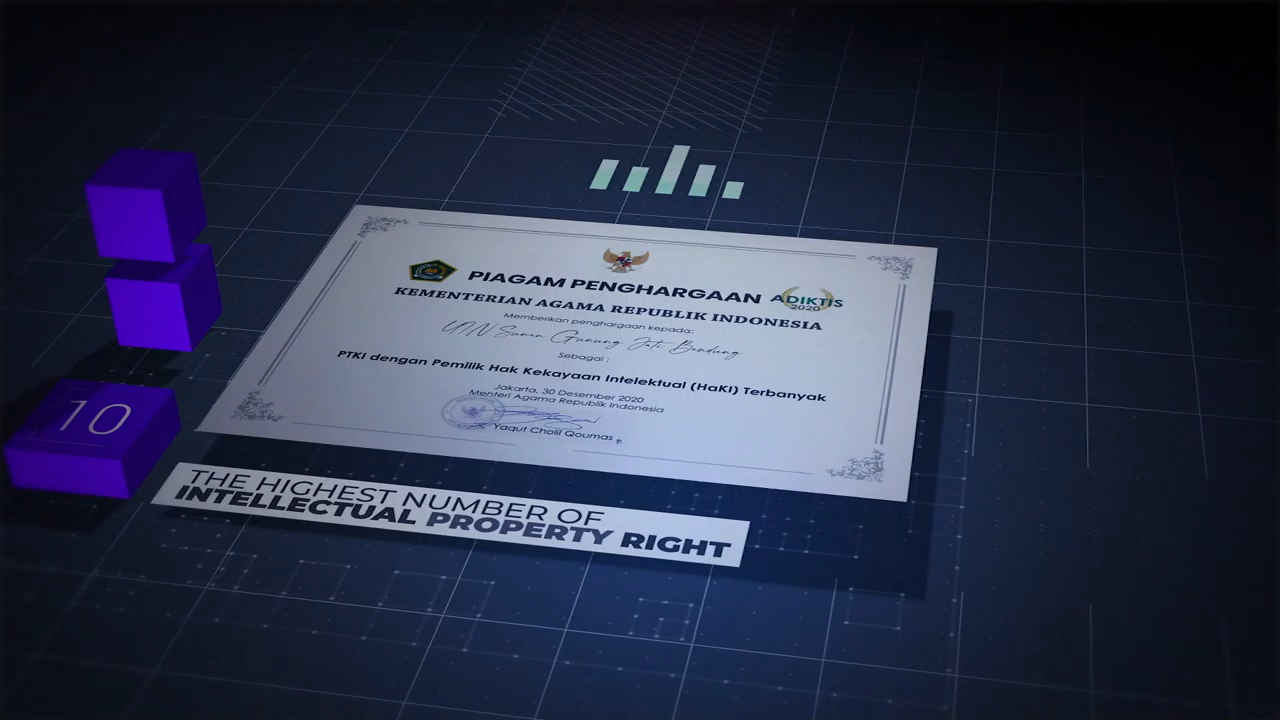 PIAGAM PENGHARGAAN
ADIKTIS
2020
KEMENTERIAN AGAMA REPUBLIK INDONESIA
Memberikan penghargaan kepada:
UIN Sunan Gunung Jati Bandung
Sebagai :
PTKI dengan Pemilik Hak Kekayaan Intelektual (HaKI) Terbanyak
Jakarta, 30 Desember 2020
Menteri Agama Republik Indonesia
Yaqut Cholil Qoumas
10
THE HIGHEST NUMBER OF
INTELLECTUAL PROPERTY RIGHT